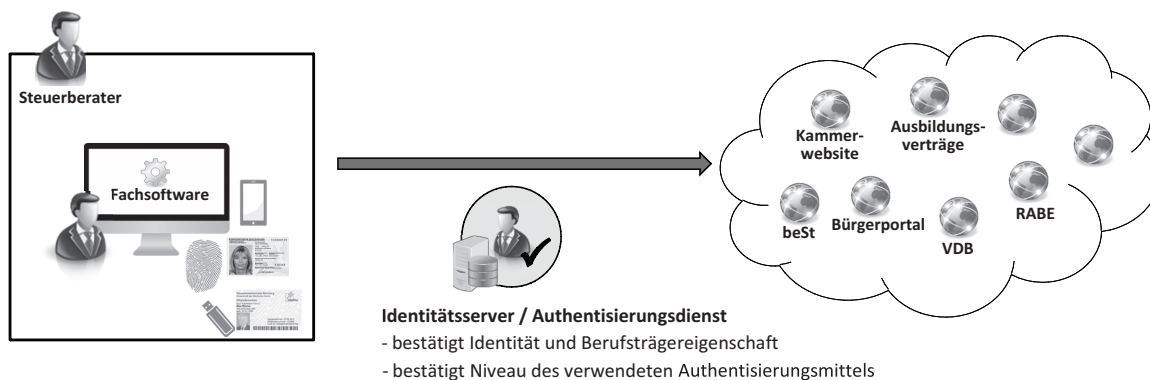 Steuerberater
Fachsoftware
Kammer-
website
Ausbildungs-
verträge
beSt
Bürgerportal
VDB
RABE
Identitätsserver / Authentisierungsdienst
- bestätigt Identität und Berufsträgereigenschaft
- bestätigt Niveau des verwendeten Authentisierungsmittels